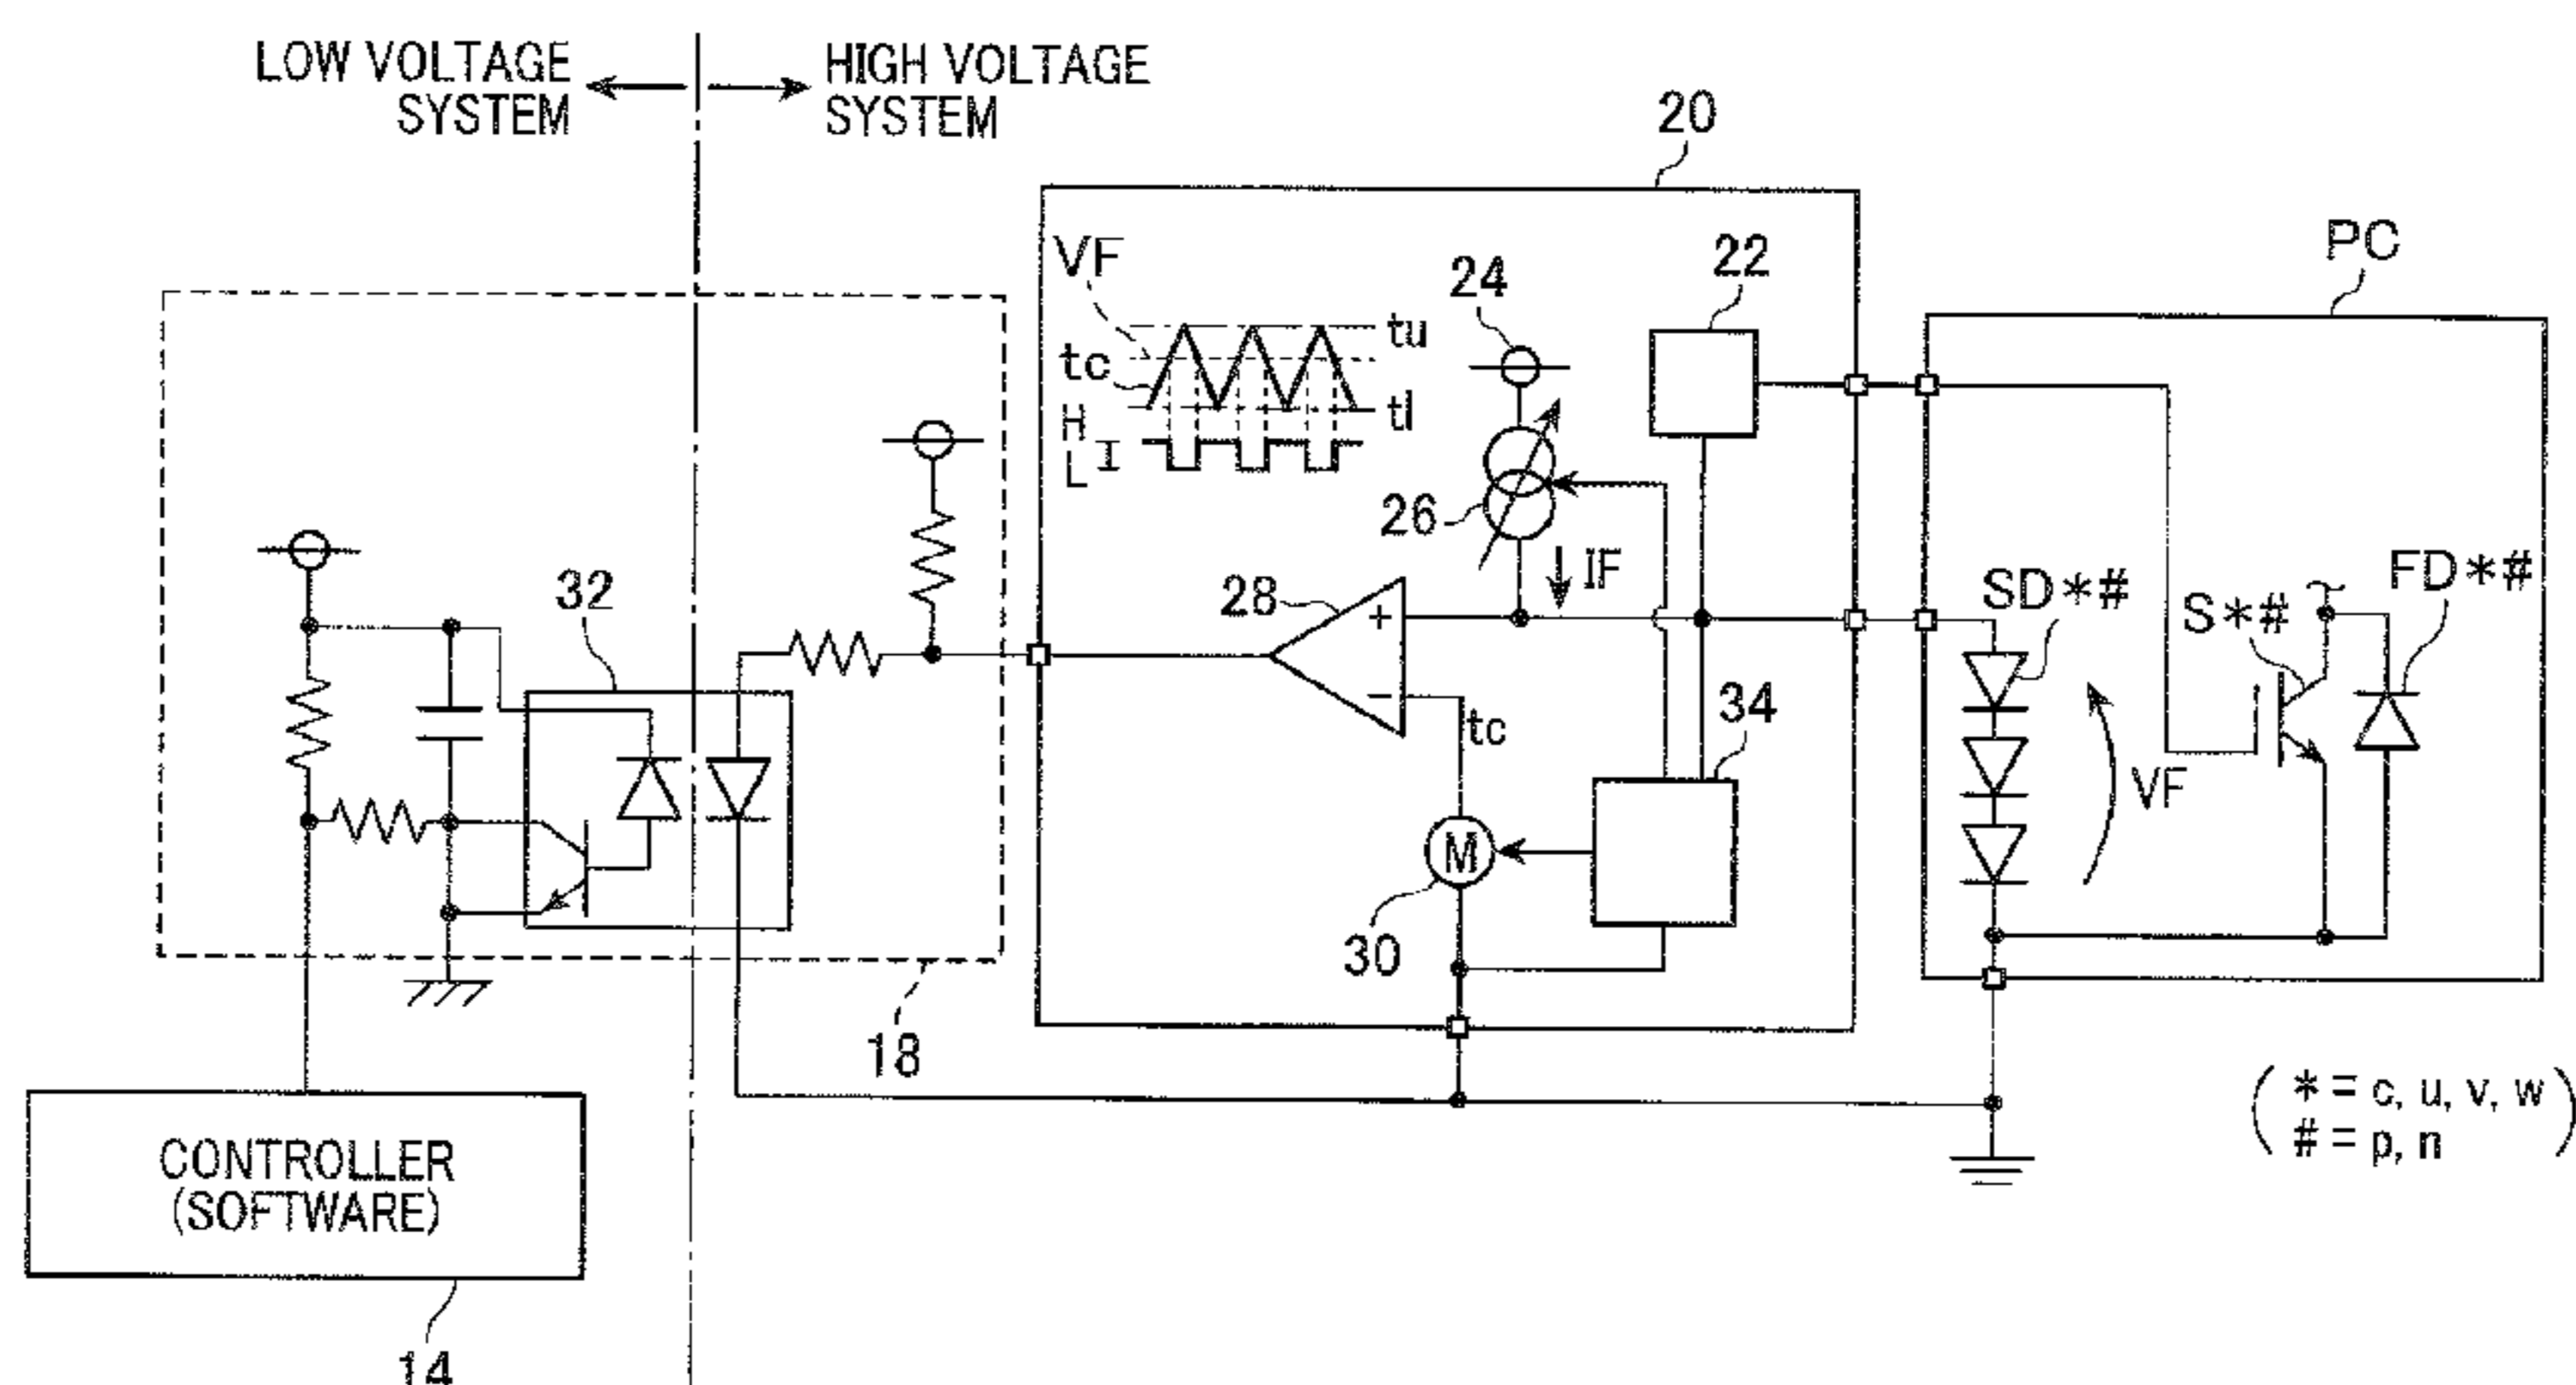 LOW VOLTAGE
SYSTEM
HIGH VOLTAGE
SYSTEM
20
PC
VF
22
24
tu
tc
tl
H
L
26
IF
FD*#
SD*#
S*#
32
28
+
−
tc
34
VF
M
30
18
CONTROLLER
(SOFTWARE)
14
* = c, u, v, w
# = p, n